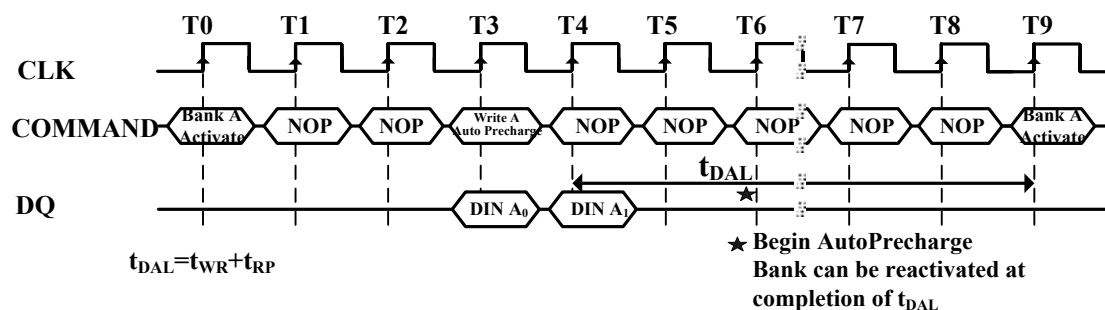 T0 T1 T2 T3 T4 T5 T6 T7 T8 T9
CLK
COMMAND Bank A Activate NOP NOP Write A Auto Precharge NOP NOP NOP NOP NOP Bank A Activate
tDAL
DQ DIN A0 DIN A1
★ Begin AutoPrecharge
tDAL=tWR+tRP
Bank can be reactivated at
completion of tDAL